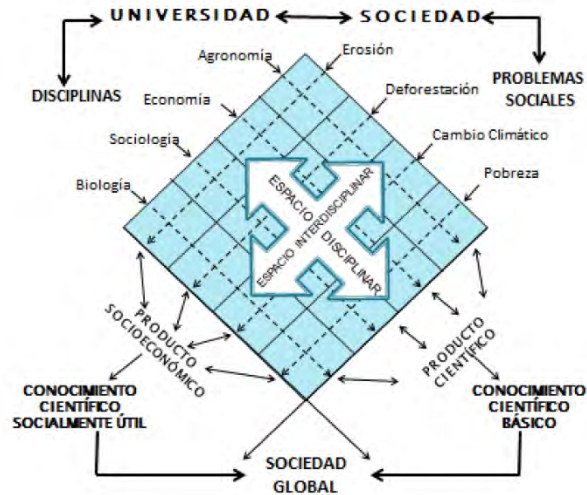 UNIVERSIDAD
SOCIEDAD
DISCIPLINAS
PROBLEMAS
SOCIALES
Agronomía
Economía
Sociología
Biología
Erosión
Deforestación
Cambio Climático
Pobreza
ESPACIO DISCIPLINAR
ESPACIO INTERDISCIPLINAR
PRODUCTO
SOCIOECONÓMICO
PRODUCTO
CIENTÍFICO
CONOCIMIENTO
CIENTÍFICO
SOCIALMENTE ÚTIL
CONOCIMIENTO
CIENTÍFICO
BÁSICO
SOCIEDAD
GLOBAL